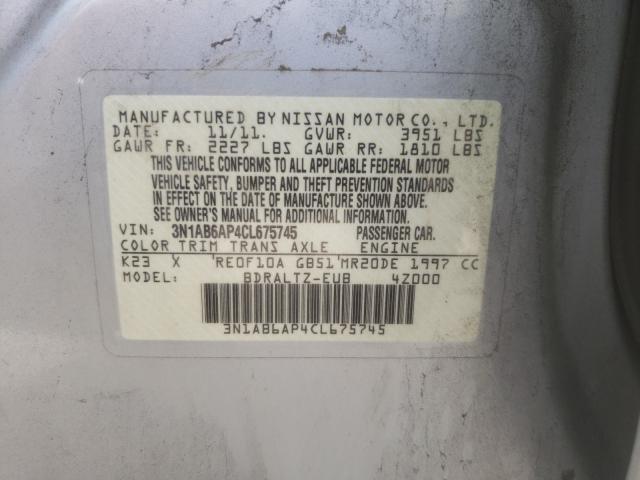 MANUFACTURED BY NISSAN MOTOR CO., LTD.
DATE: 11/11. GVWR: 3951 LBS
GAWR FR: 2227 LBS GAWR RR: 1810 LBS
THIS VEHICLE CONFORMS TO ALL APPLICABLE FEDERAL MOTOR
VEHICLE SAFETY, BUMPER AND THEFT PREVENTION STANDARDS
IN EFFECT ON THE DATE OF MANUFACTURE SHOWN ABOVE.
SEE OWNER'S MANUAL FOR ADDITIONAL INFORMATION.
VIN: 3N1AB6AP4CL675745 PASSENGER CAR.
COLOR TRIM TRANS AXLE ENGINE
K23 X 'RE0F10A GB51'MR20DE 1997 CC
MODEL: BDRALTZ-EUB 4Z000
3N1AB6AP4CL675745